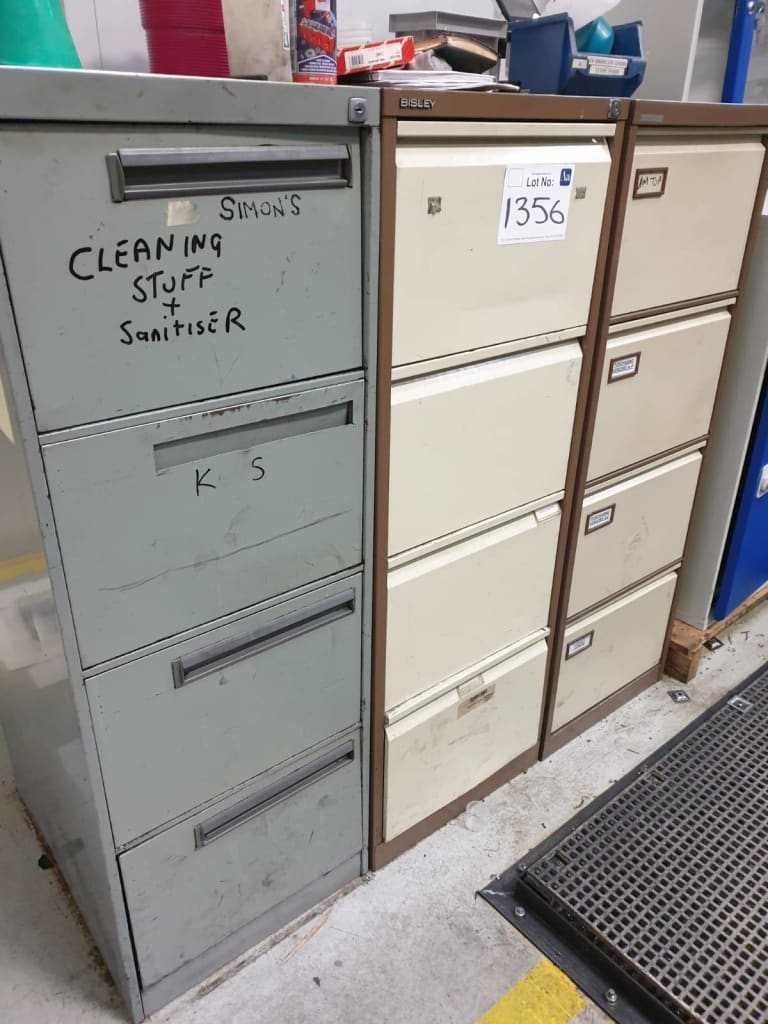 SIMON'S
CLEANING
STUFF
+
SanitisER
K S
BISLEY
Lot No:
1356